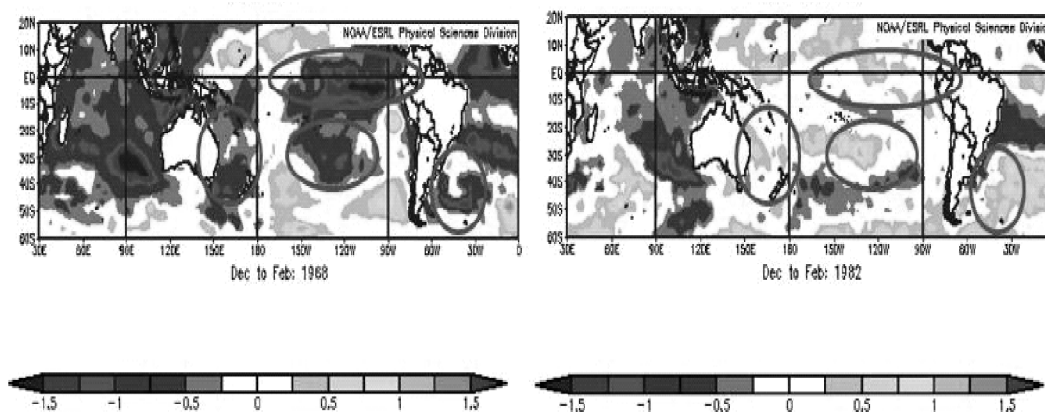 20N
10N
EQ
10S
20S
30S
40S
50S
60S
NOAA/ESRL Physical Sciences Division
30E 60E 90E 120E 150E 180 150W 120W 90W 60W 30W 0
Dec to Feb: 1968
20N
10N
EQ
10S
20S
30S
40S
50S
60S
NOAA/ESRL Physical Sciences Divisio
30E 60E 90E 120E 150E 180 150W 120W 90W 60W 30W
Dec to Feb: 1982
-1.5 -1 -0.5 0 0.5 1 1.5
-1.5 -1 -0.5 0 0.5 1 1.5